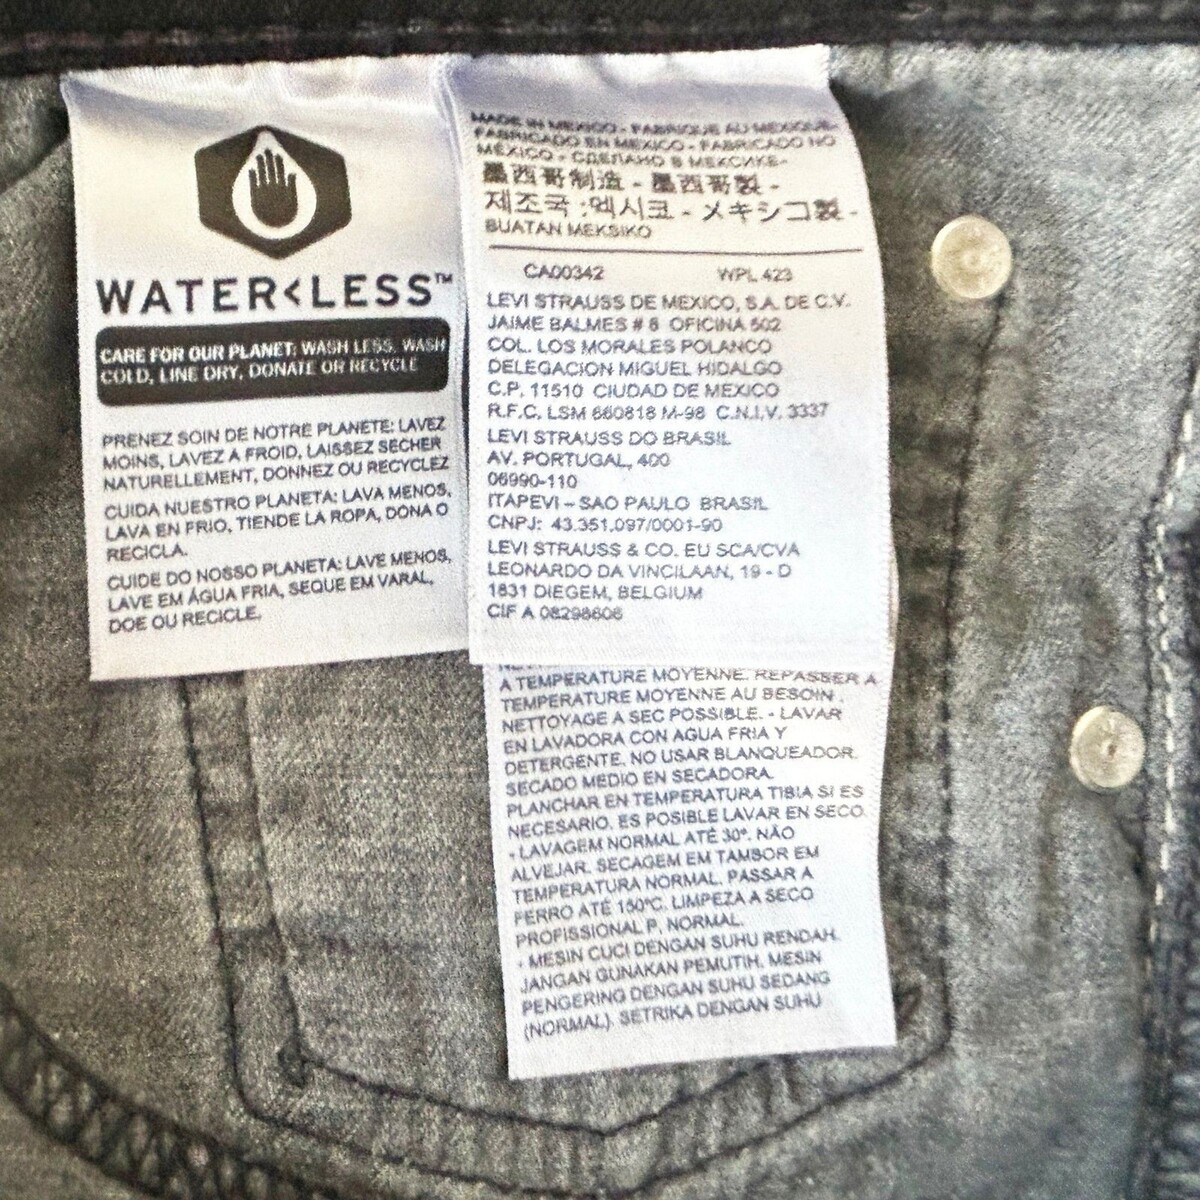 WATER<LESS™
CARE FOR OUR PLANET: WASH LESS, WASH
COLD, LINE DRY, DONATE OR RECYCLE
PRENEZ SOIN DE NOTRE PLANETE: LAVEZ
MOINS, LAVEZ A FROID, LAISSEZ SECHER
NATURELLEMENT, DONNEZ OU RECYCLEZ
CUIDA NUESTRO PLANETA: LAVA MENOS,
LAVA EN FRIO, TIENDE LA ROPA, DONA O
RECICLA.
CUIDE DO NOSSO PLANETA: LAVE MENOS,
LAVE EM ÁGUA FRIA, SEQUE EM VARAL,
DOE OU RECICLE.
MADE IN MEXICO - FABRIQUE AU MEXIQUE-
FABRICADO EN MEXICO - FABRICADO NO
MÉXICO - СДЕЛАНО В МЕКСИКЕ-
墨西哥制造 - 墨西哥製 -
제조국 :멕시코 - メキシコ製 -
BUATAN MEKSIKO
CA00342 WPL 423
LEVI STRAUSS DE MEXICO, S.A. DE C.V.
JAIME BALMES # 8 OFICINA 502
COL. LOS MORALES POLANCO
DELEGACION MIGUEL HIDALGO
C.P. 11510 CIUDAD DE MEXICO
R.F.C. LSM 660818 M-98 C.N.I.V. 3337
LEVI STRAUSS DO BRASIL
AV. PORTUGAL, 400
06990-110
ITAPEVI – SAO PAULO BRASIL
CNPJ: 43.351.097/0001-90
LEVI STRAUSS & CO. EU SCA/CVA
LEONARDO DA VINCILAAN, 19 - D
1831 DIEGEM, BELGIUM
CIF A 08298606
A TEMPERATURE MOYENNE. REPASSER A
TEMPERATURE MOYENNE AU BESOIN .
NETTOYAGE A SEC POSSIBLE. - LAVAR
EN LAVADORA CON AGUA FRIA Y
DETERGENTE. NO USAR BLANQUEADOR.
SECADO MEDIO EN SECADORA.
PLANCHAR EN TEMPERATURA TIBIA SI ES
NECESARIO. ES POSIBLE LAVAR EN SECO.
- LAVAGEM NORMAL ATÉ 30°. NÃO
ALVEJAR. SECAGEM EM TAMBOR EM
TEMPERATURA NORMAL. PASSAR A
FERRO ATÉ 150°C. LIMPEZA A SECO
PROFISSIONAL P, NORMAL.
- MESIN CUCI DENGAN SUHU RENDAH.
JANGAN GUNAKAN PEMUTIH. MESIN
PENGERING DENGAN SUHU SEDANG
(NORMAL). SETRIKA DENGAN SUHU